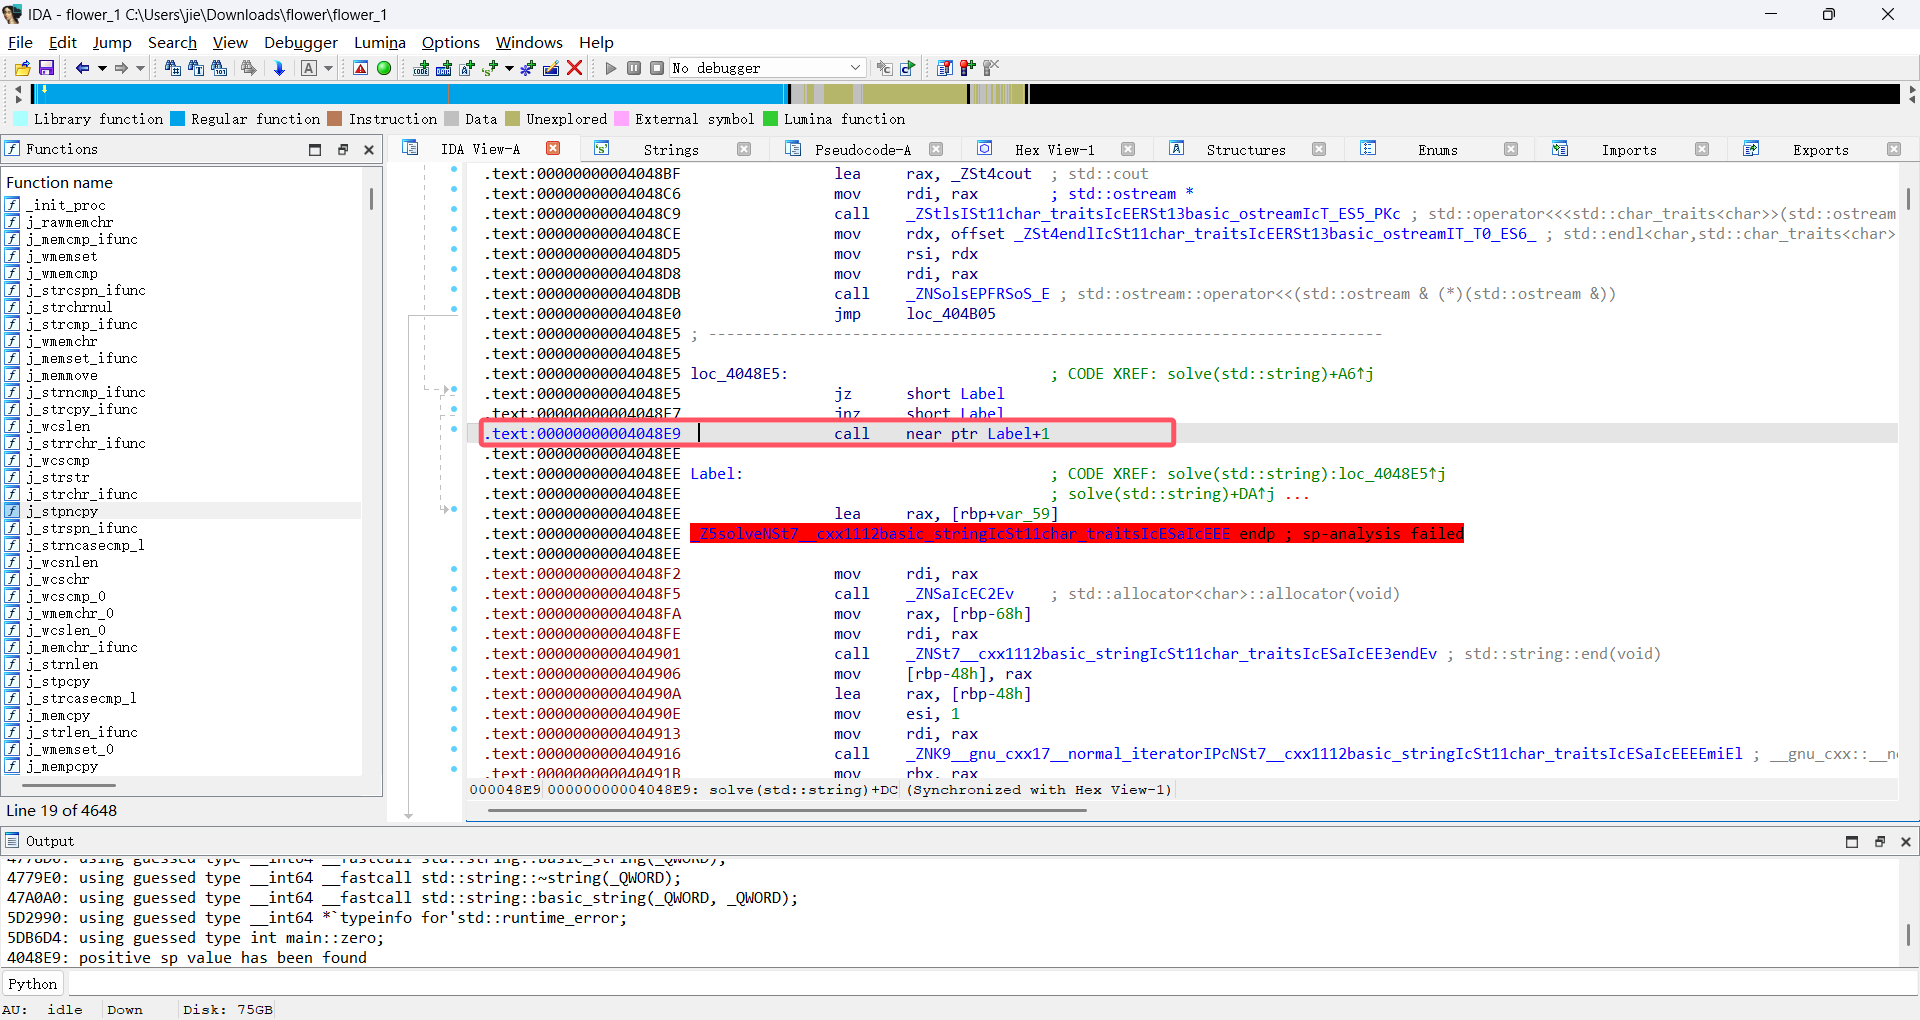 IDA - flower_1 C:\Users\jie\Downloads\flower\flower_1
File Edit Jump Search View Debugger Lumina Options Windows Help
No debugger
Library function Regular function Instruction Data Unexplored External symbol Lumina function
Functions
IDA View-A Strings Pseudocode-A Hex View-1 Structures Enums Imports Exports
Function name
_init_proc
j_rawmemchr
j_memcmp_ifunc
j_wmemset
j_wmemcmp
j_strcspn_ifunc
j_strchrnul
j_strcmp_ifunc
j_wmemchr
j_memset_ifunc
j_memmove
j_strncmp_ifunc
j_strcpy_ifunc
j_wcslen
j_strrchr_ifunc
j_wcscmp
j_strstr
j_strchr_ifunc
j_stpncpy
j_strspn_ifunc
j_strncasecmp_l
j_wcsnlen
j_wcschr
j_wcscmp_0
j_wmemchr_0
j_wcslen_0
j_memchr_ifunc
j_strnlen
j_stpcpy
j_strcasecmp_l
j_memcpy
j_strlen_ifunc
j_wmemset_0
j_mempcpy
Line 19 of 4648
.text:00000000004048BF lea rax, _ZSt4cout ; std::cout
.text:00000000004048C6 mov rdi, rax ; std::ostream *
.text:00000000004048C9 call _ZStlsISt11char_traitsIcEERSt13basic_ostreamIcT_ES5_PKc ; std::operator<<<std::char_traits<char>>(std::ostream
.text:00000000004048CE mov rdx, offset _ZSt4endlIcSt11char_traitsIcEERSt13basic_ostreamIT_T0_ES6_ ; std::endl<char,std::char_traits<char>
.text:00000000004048D5 mov rsi, rdx
.text:00000000004048D8 mov rdi, rax
.text:00000000004048DB call _ZNSolsEPFRSoS_E ; std::ostream::operator<<(std::ostream & (*)(std::ostream &))
.text:00000000004048E0 jmp loc_404B05
.text:00000000004048E5 ; ---------------------------------------------------------------------------
.text:00000000004048E5
.text:00000000004048E5 loc_4048E5: ; CODE XREF: solve(std::string)+A6↑j
.text:00000000004048E5 jz short Label
.text:00000000004048E7 jnz short Label
.text:00000000004048E9 call near ptr Label+1
.text:00000000004048EE
.text:00000000004048EE Label: ; CODE XREF: solve(std::string):loc_4048E5↑j
.text:00000000004048EE ; solve(std::string)+DA↑j ...
.text:00000000004048EE lea rax, [rbp+var_59]
.text:00000000004048EE _Z5solveNSt7__cxx1112basic_stringIcSt11char_traitsIcESaIcEEE endp ; sp-analysis failed
.text:00000000004048EE
.text:00000000004048F2 mov rdi, rax
.text:00000000004048F5 call _ZNSaIcEC2Ev ; std::allocator<char>::allocator(void)
.text:00000000004048FA mov rax, [rbp-68h]
.text:00000000004048FE mov rdi, rax
.text:0000000000404901 call _ZNSt7__cxx1112basic_stringIcSt11char_traitsIcESaIcEE3endEv ; std::string::end(void)
.text:0000000000404906 mov [rbp-48h], rax
.text:000000000040490A lea rax, [rbp-48h]
.text:000000000040490E mov esi, 1
.text:0000000000404913 mov rdi, rax
.text:0000000000404916 call _ZNK9__gnu_cxx17__normal_iteratorIPcNSt7__cxx1112basic_stringIcSt11char_traitsIcESaIcEEEEmiEl ; __gnu_cxx::__n
.text:000000000040491B mov rbx, rax
000048E9 00000000004048E9: solve(std::string)+DC (Synchronized with Hex View-1)
Output
4778D0: using guessed type __int64 __fastcall std::string::basic_string(_QWORD);
4779E0: using guessed type __int64 __fastcall std::string::~string(_QWORD);
47A0A0: using guessed type __int64 __fastcall std::string::basic_string(_QWORD, _QWORD);
5D2990: using guessed type __int64 *`typeinfo for'std::runtime_error;
5DB6D4: using guessed type int main::zero;
4048E9: positive sp value has been found
Python
AU: idle Down Disk: 75GB